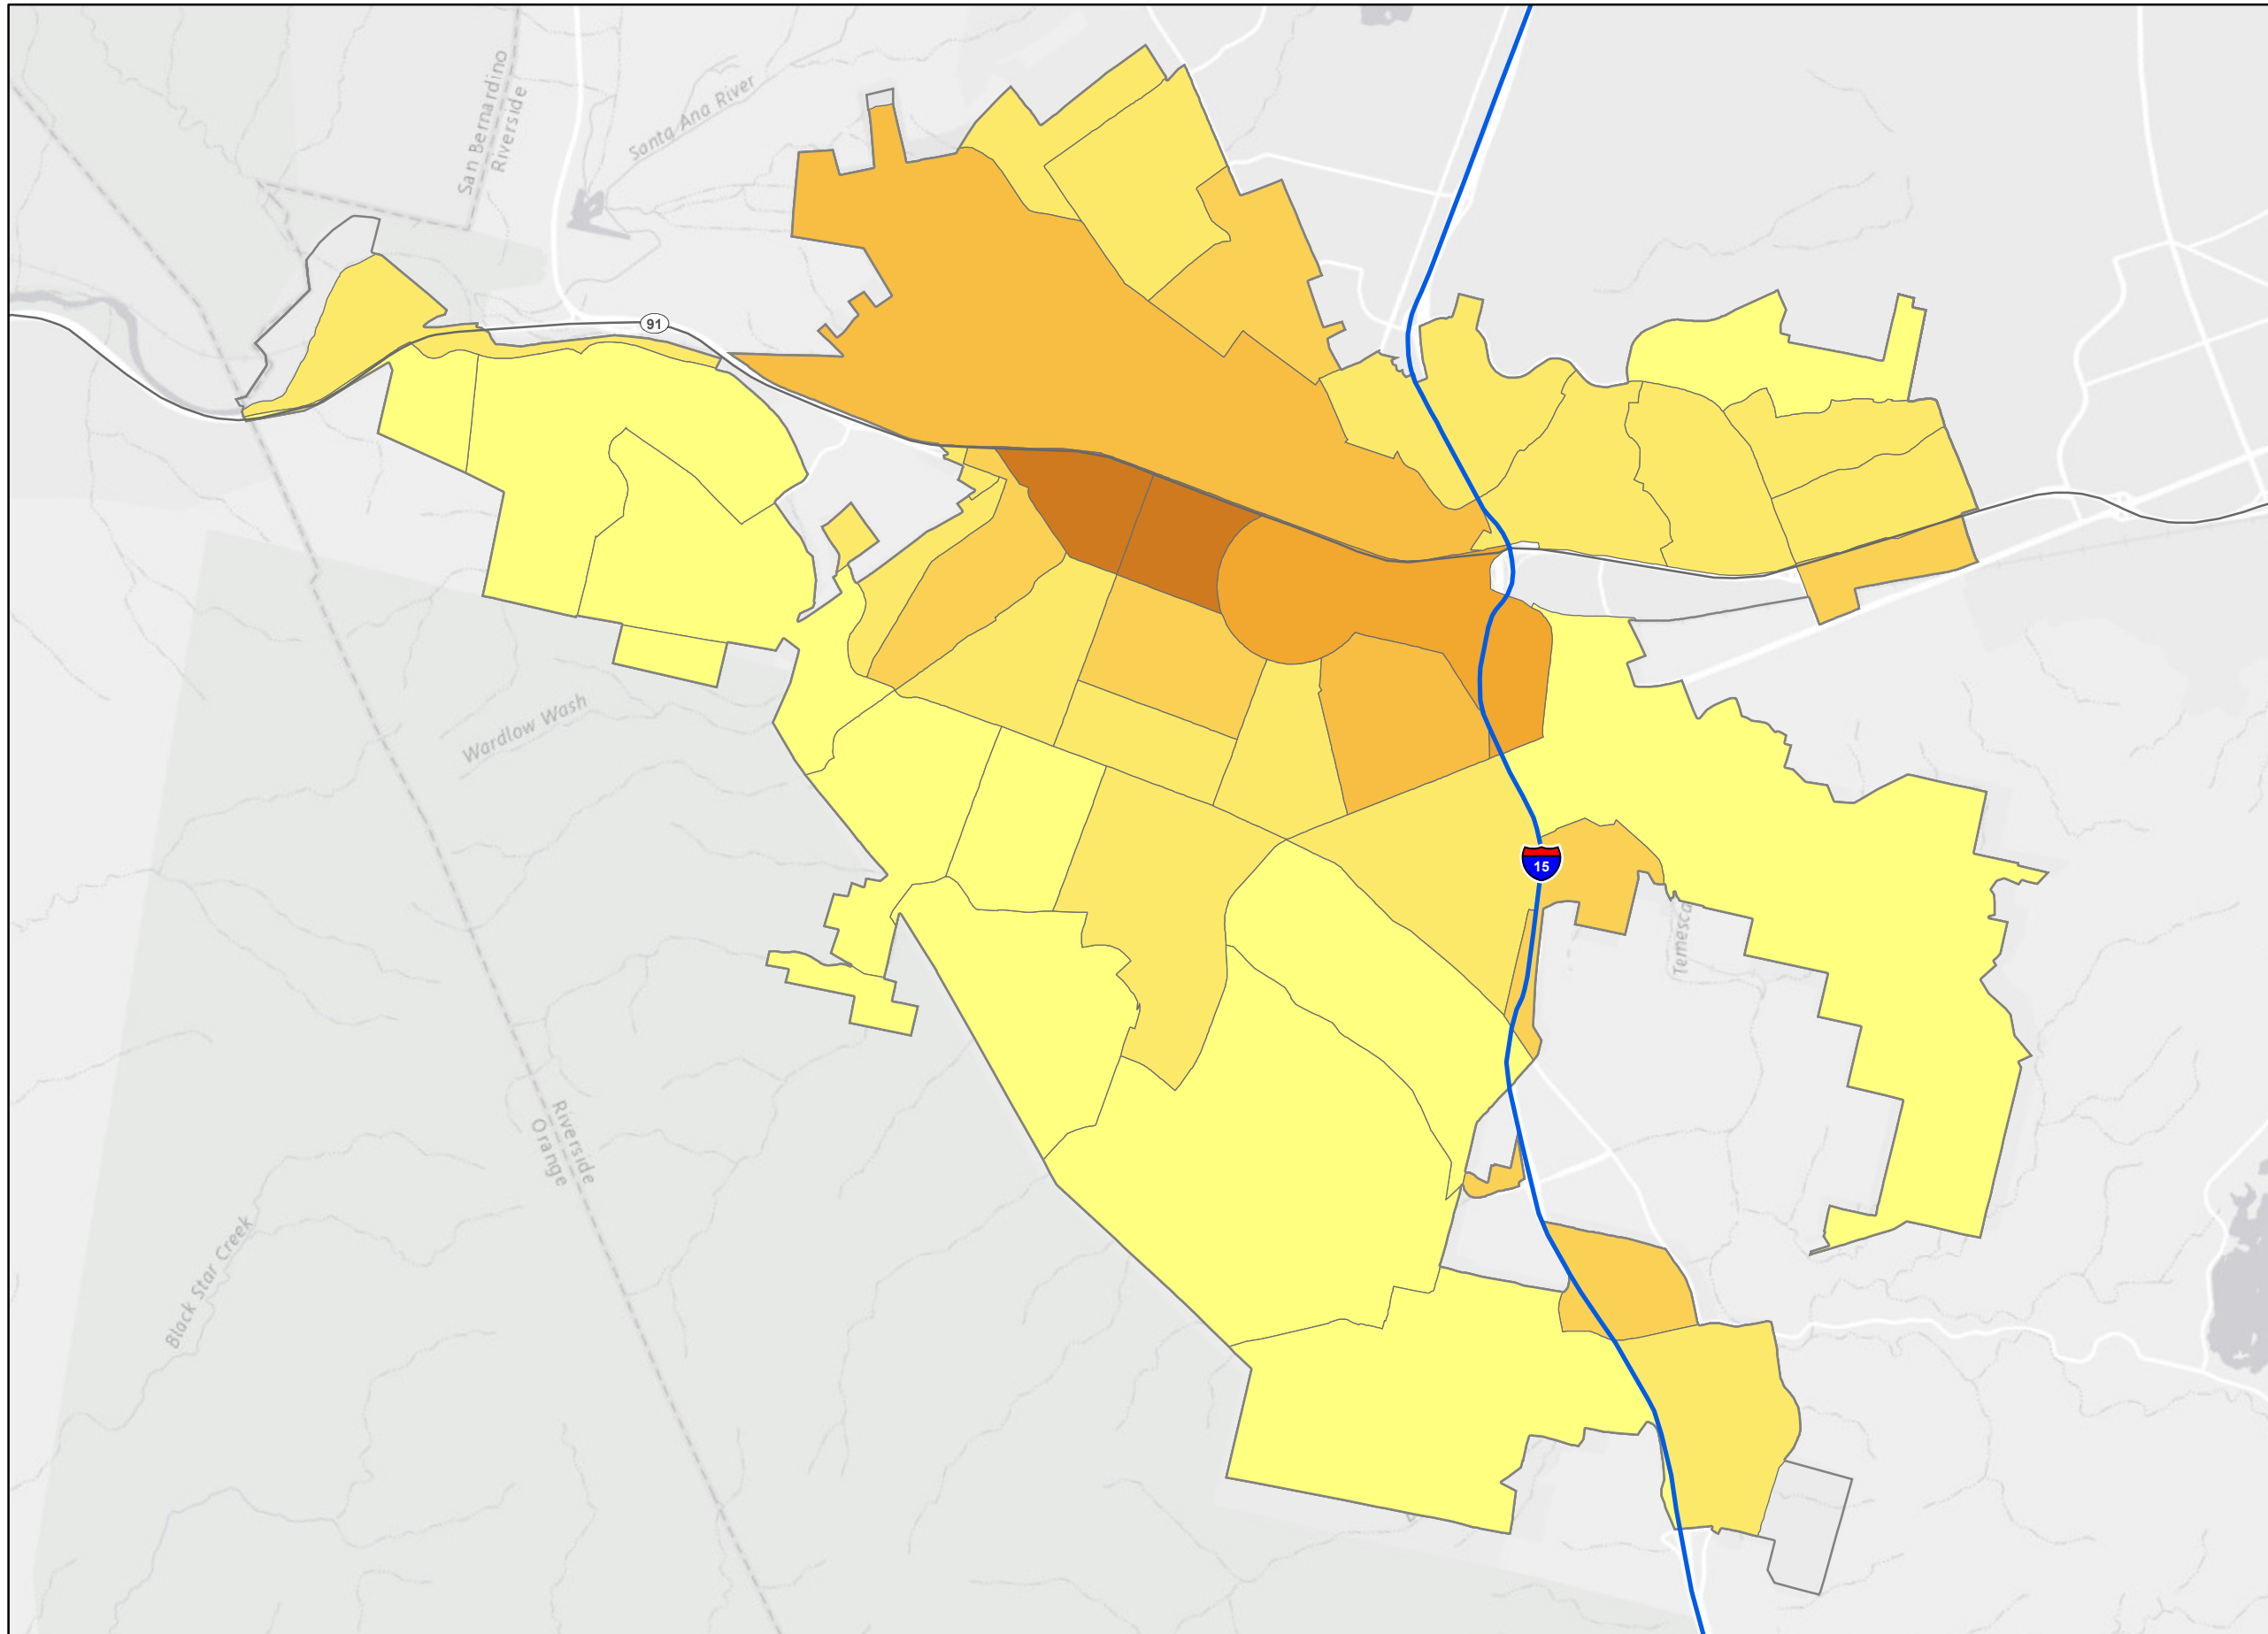 San Bernardino
Riverside
Santa Ana River
91
Wardlow Wash
15
Temesca
Riverside
Orange
Black Star Creek